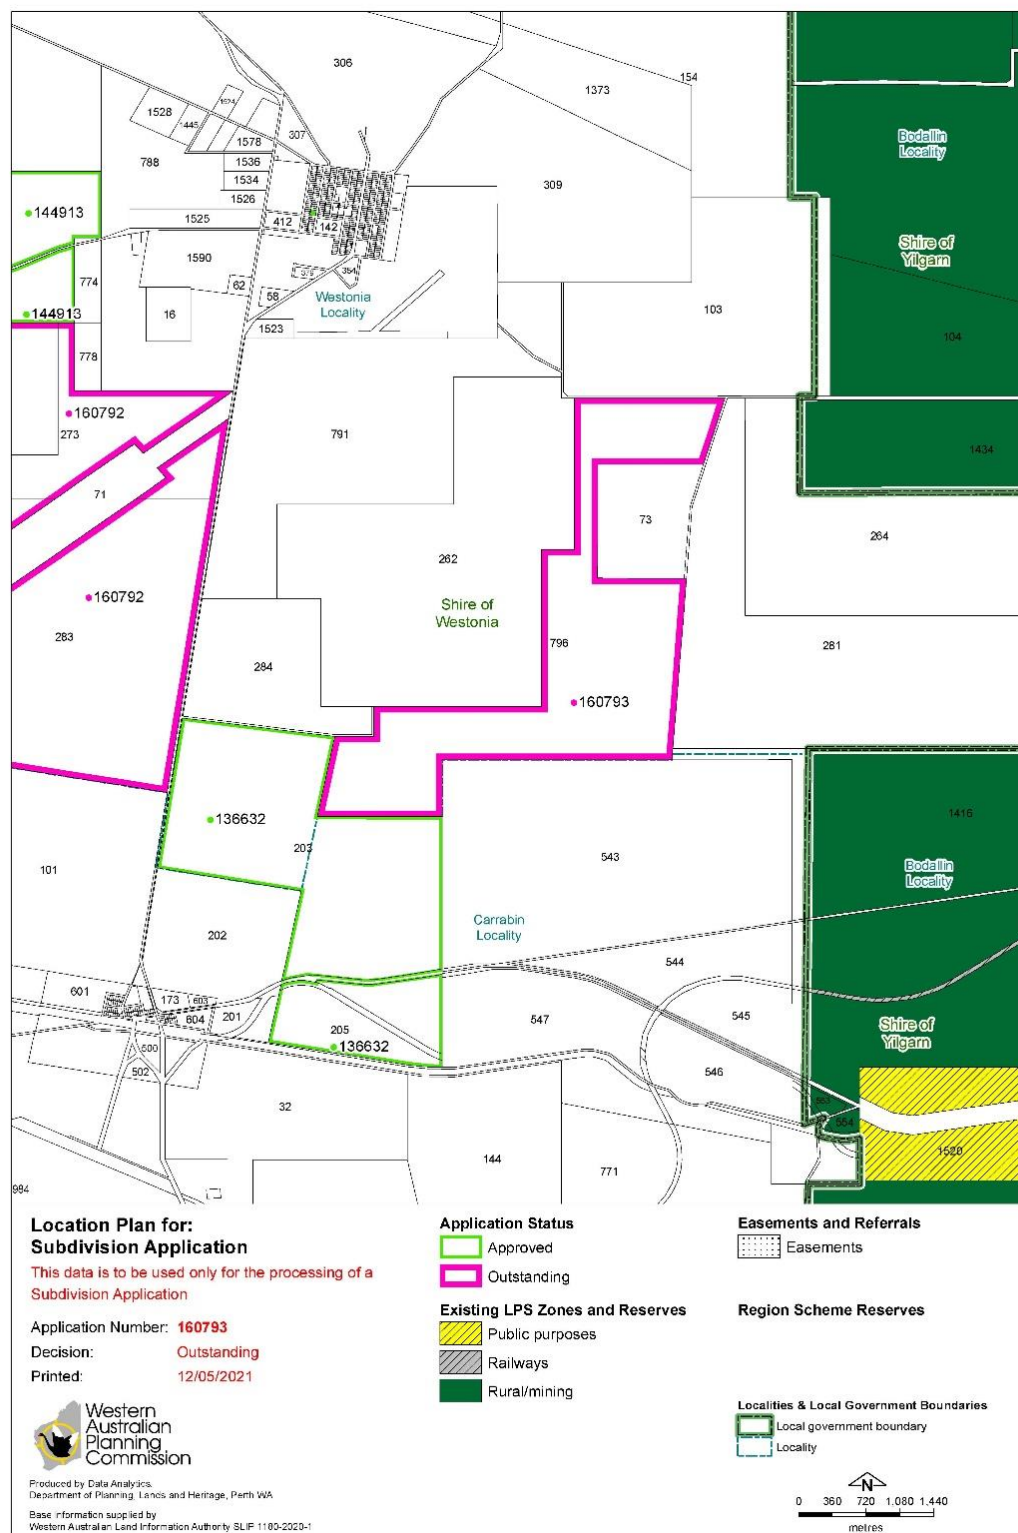 306
154
1373
1528
1524
1445
307
1578
Bodallin
Locality
788
1536
1534
309
1526
144913
1525
412
142
Shire of
Yilgarn
1590
774
62
354
58
Westonia
Locality
144913
16
103
1523
104
778
160792
273
791
1434
71
73
264
262
160792
Shire of
Westonia
283
796
281
284
160793
1416
136632
203
543
101
Bodallin
Locality
Carrabin
Locality
202
544
601
173
603
604
201
547
545
205
Shire of
Yilgarn
500
136632
502
546
553
554
32
1520
144
771
984
Location Plan for:
Subdivision Application
This data is to be used only for the processing of a
Subdivision Application
Application Number: 160793
Decision: Outstanding
Printed: 12/05/2021
Western
Australian
Planning
Commission
Produced by Data Analytics,
Department of Planning, Lands and Heritage, Perth WA
Base information supplied by
Western Australian Land Information Authority SLIP 1180-2020-1
Application Status
Approved
Outstanding
Existing LPS Zones and Reserves
Public purposes
Railways
Rural/mining
Easements and Referrals
Easements
Region Scheme Reserves
Localities & Local Government Boundaries
Local government boundary
Locality
N
0 360 720 1,080 1,440
metres